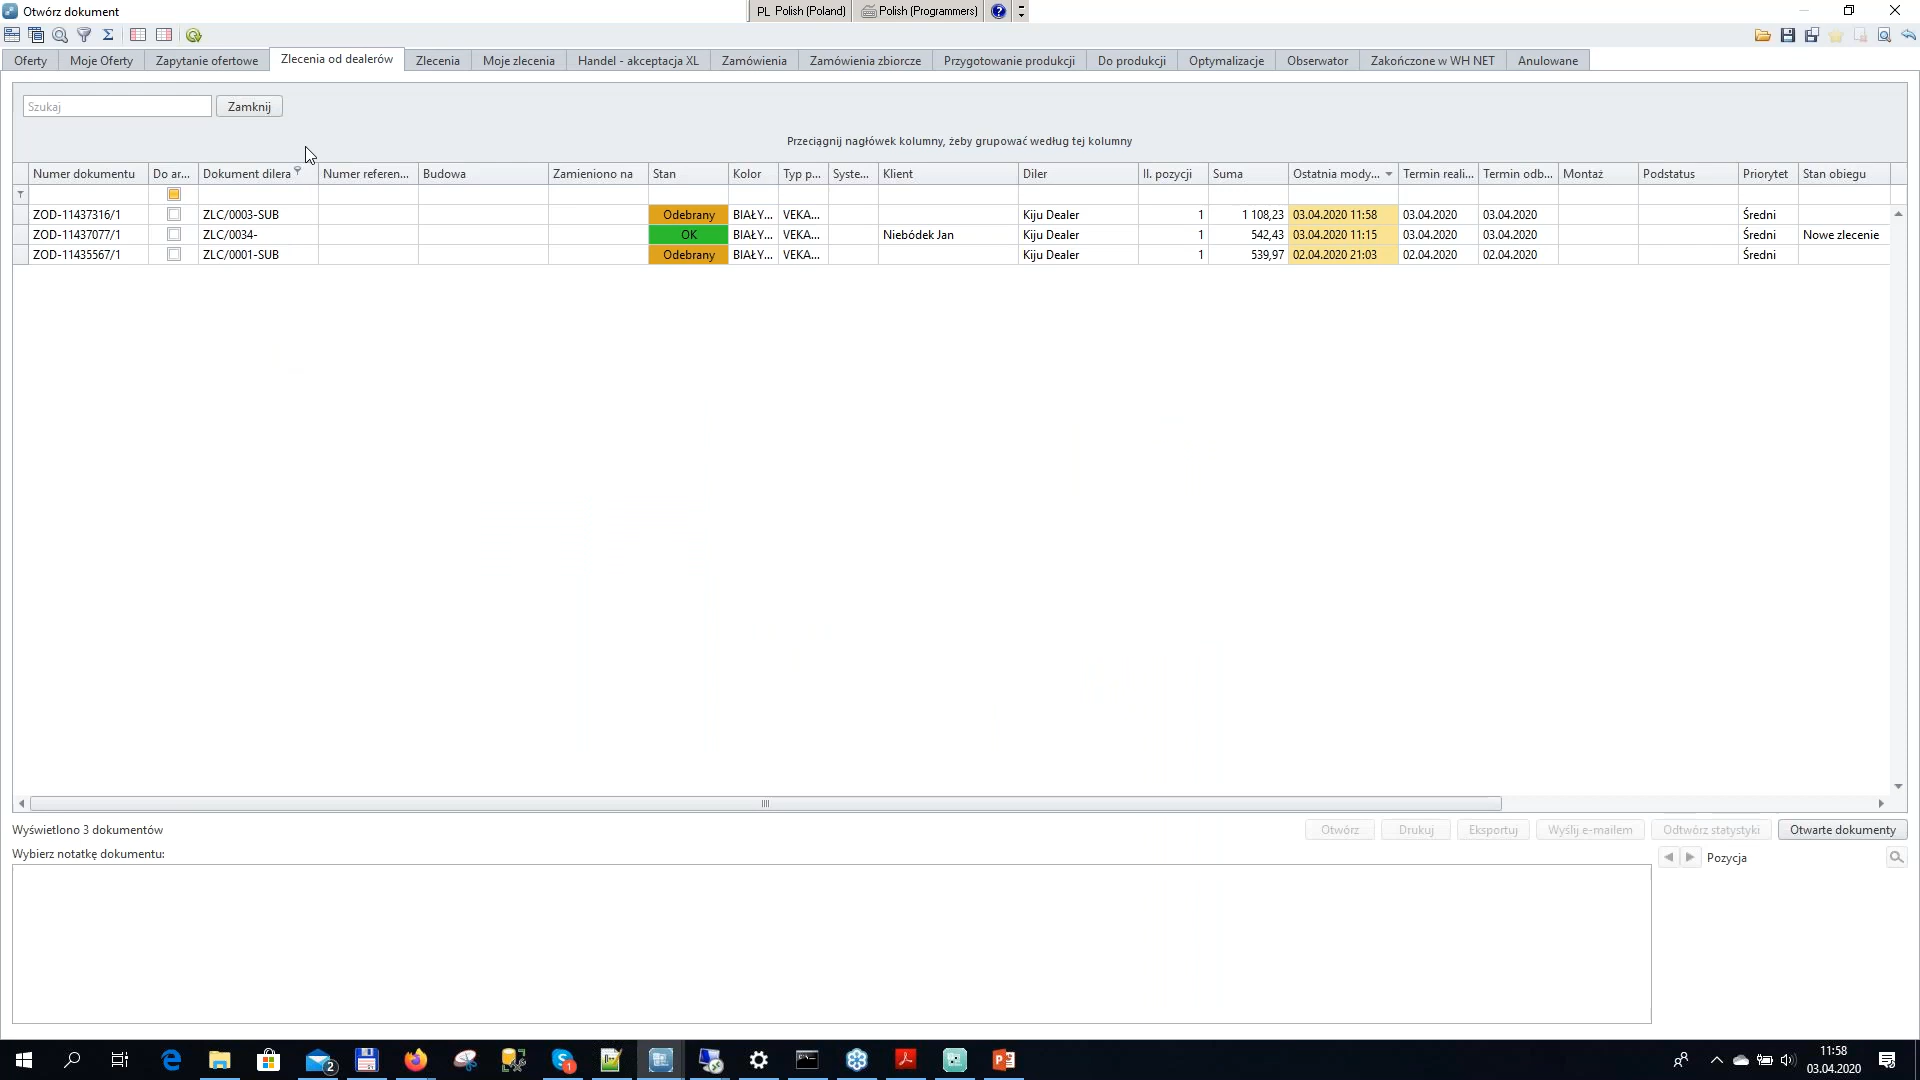 Otwórz dokument
PL Polish (Poland) Polish (Programmers)
Oferty Moje Oferty Zapytanie ofertowe Zlecenia od dealerów Zlecenia Moje zlecenia Handel - akceptacja XL Zamówienia Zamówienia zbiorcze Przygotowanie produkcji Do produkcji Optymalizacje Obserwator Zakończone w WH NET Anulowane
Szukaj Zamknij
Przeciągnij nagłówek kolumny, żeby grupować według tej kolumny
Numer dokumentu Do ar... Dokument dilera Numer referen... Budowa Zamieniono na Stan Kolor Typ p... Syste... Klient Diler Il. pozycji Suma Ostatnia mody... Termin reali... Termin odb... Montaż Podstatus Priorytet Stan obiegu
ZOD-11437316/1 ZLC/0003-SUB Odebrany BIAŁY... VEKA... Kiju Dealer 1 1 108,23 03.04.2020 11:58 03.04.2020 03.04.2020 Średni
ZOD-11437077/1 ZLC/0034- OK BIAŁY... VEKA... Niebódek Jan Kiju Dealer 1 542,43 03.04.2020 11:15 03.04.2020 03.04.2020 Średni Nowe zlecenie
ZOD-11435567/1 ZLC/0001-SUB Odebrany BIAŁY... VEKA... Kiju Dealer 1 539,97 02.04.2020 21:03 02.04.2020 02.04.2020 Średni
Wyświetlono 3 dokumentów Otwórz Drukuj Eksportuj Wyślij e-mailem Odtwórz statystyki Otwarte dokumenty
Wybierz notatkę dokumentu: Pozycja
2 1 11:58
03.04.2020